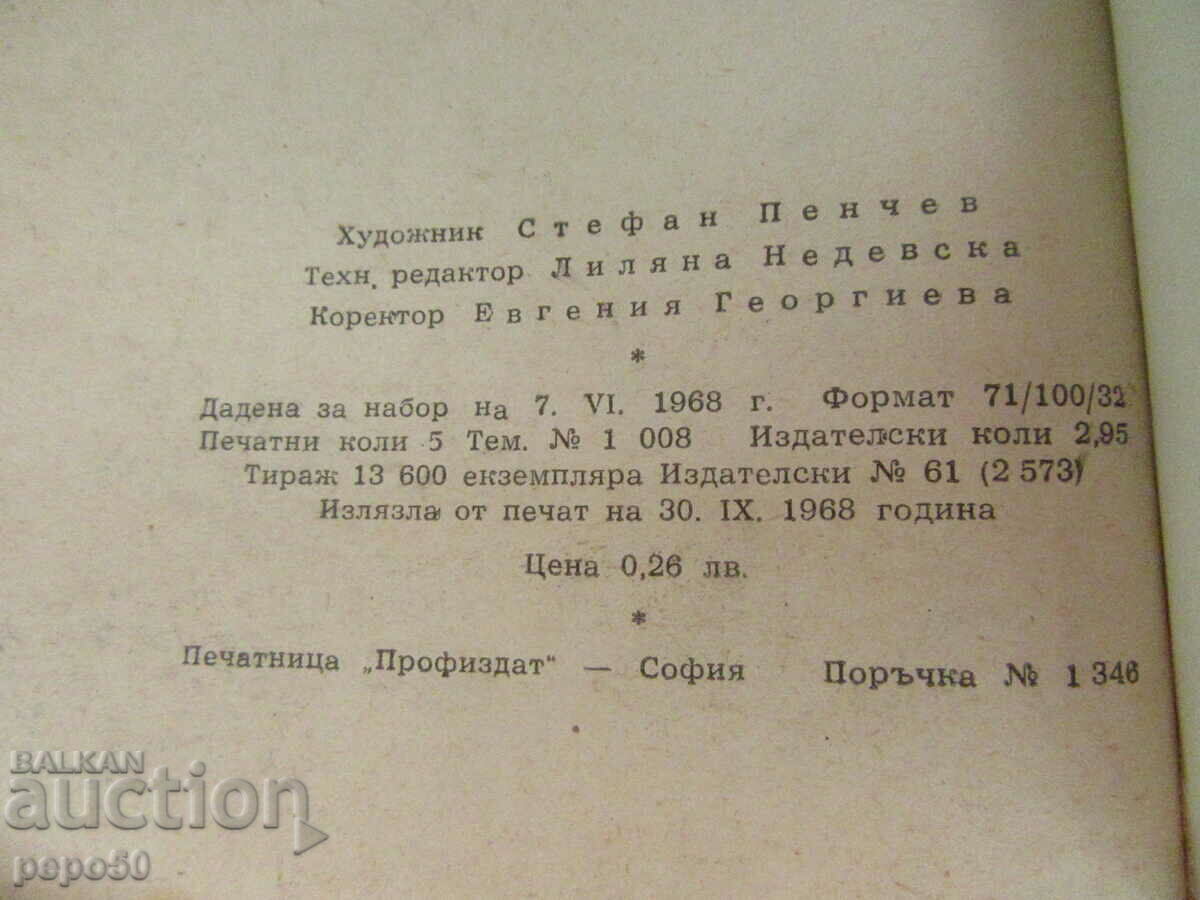 Художник Стефан Пенчев
Техн. редактор Лиляна Недевска
Коректор Евгения Георгиева
*
Дадена за набор на 7. VI. 1968 г. Формат 71/100/32
Печатни коли 5 Тем. № 1 008 Издателски коли 2,95
Тираж 13 600 екземпляра Издателски № 61 (2 573)
Излязла от печат на 30. IX. 1968 година
Цена 0,26 лв.
*
Печатница „Профиздат“ — София Поръчка № 1 346
BALKAN
auction
pepo50